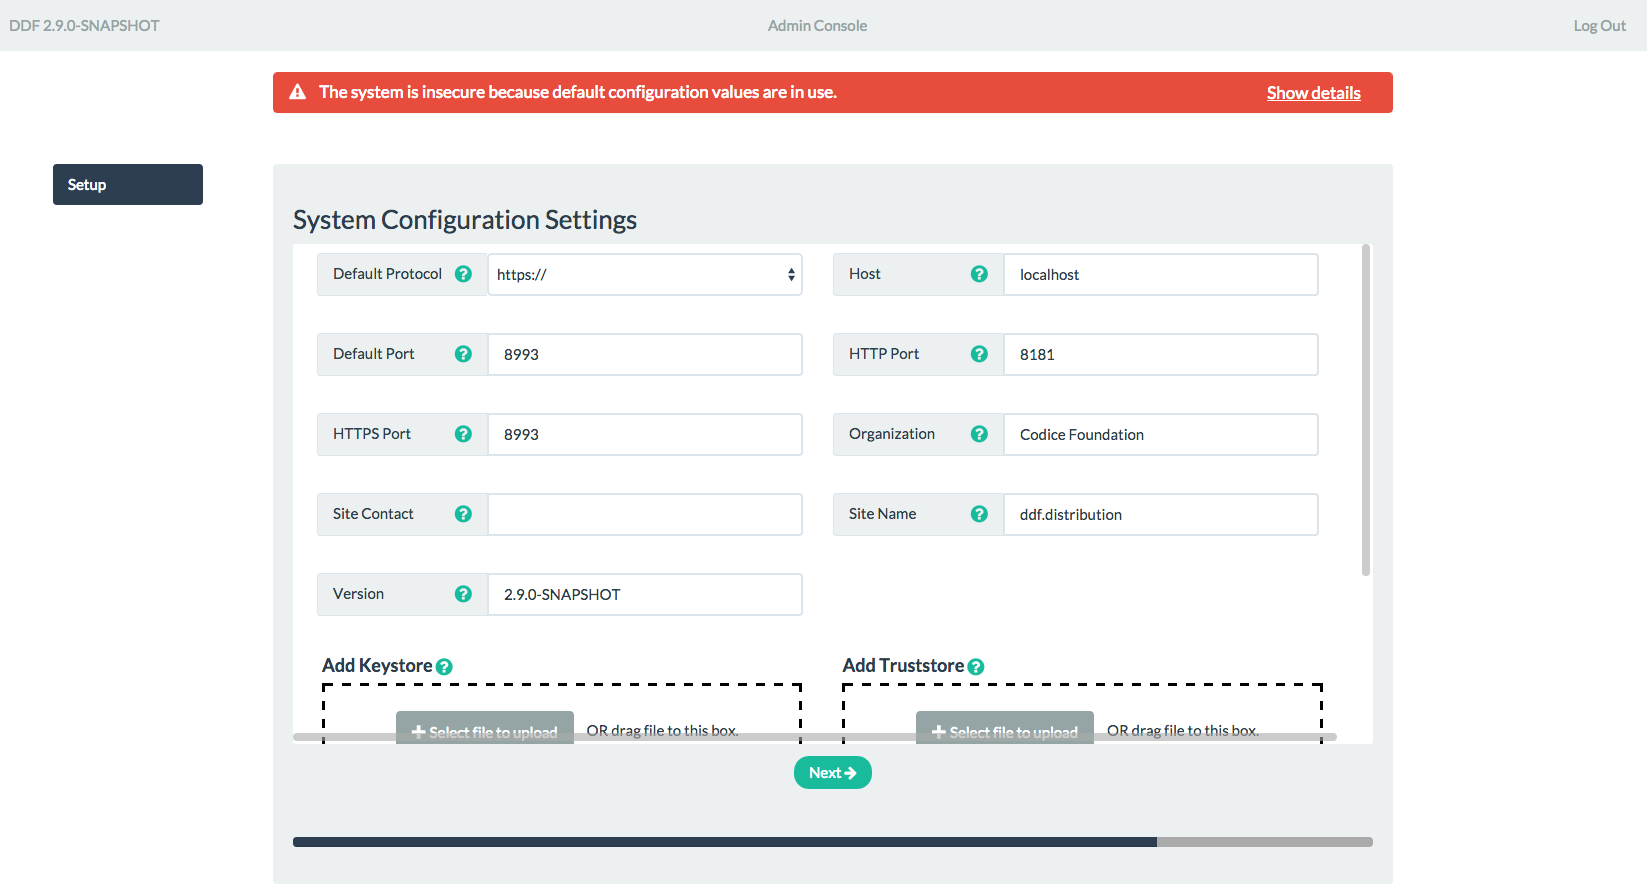 DDF 2.9.0-SNAPSHOT
Admin Console
Log Out
The system is insecure because default configuration values are in use.
Show details
Setup
System Configuration Settings
Default Protocol ? https://
Host ? localhost
Default Port ? 8993
HTTP Port ? 8181
HTTPS Port ? 8993
Organization ? Codice Foundation
Site Contact ?
Site Name ? ddf.distribution
Version ? 2.9.0-SNAPSHOT
Add Keystore ?
Add Truststore ?
Select file to upload OR drag file to this box.
Select file to upload OR drag file to this box.
Next